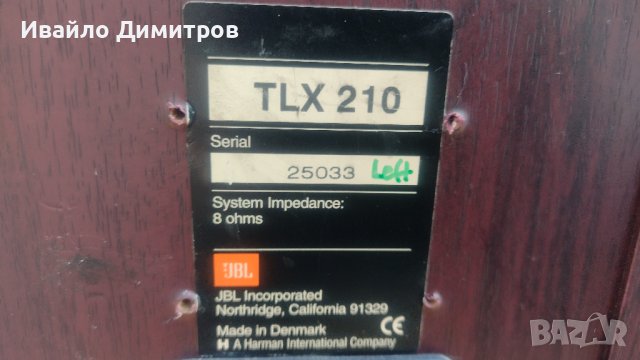 Ивайло Димитров
TLX 210
Serial
25033 Left
System Impedance:
8 ohms
JBL
JBL Incorporated
Northridge, California 91329
Made in Denmark CE
H A Harman International Company
BAZAR